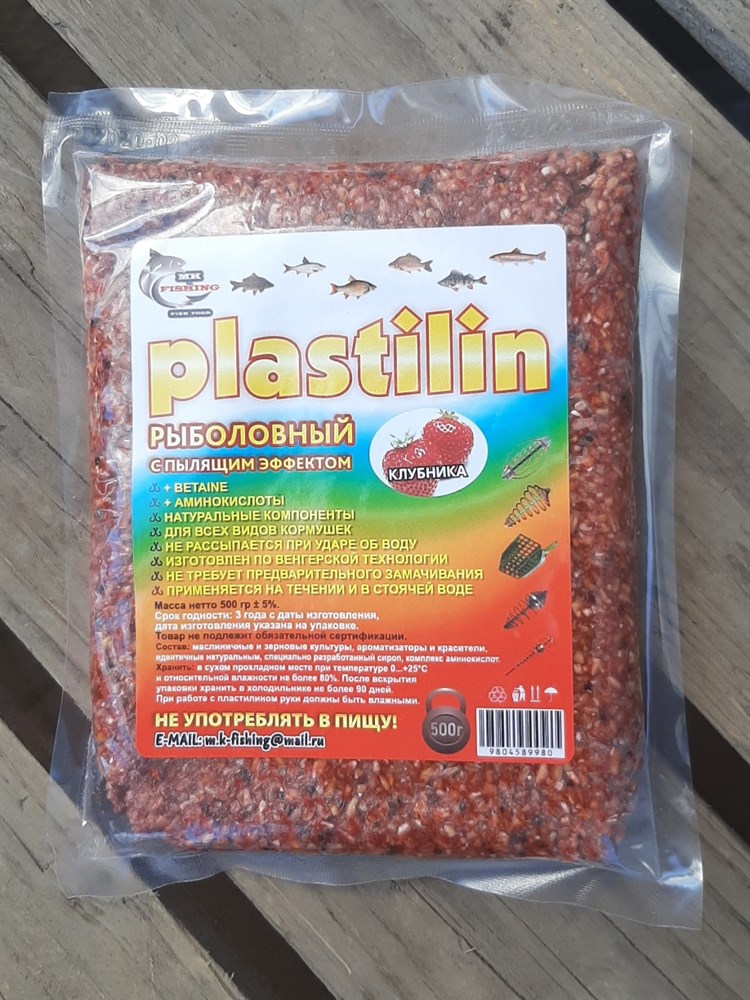 MK
FISHING
FISH FOOD
plastilin
РЫБОЛОВНЫЙ
С ПЫЛЯЩИМ ЭФФЕКТОМ
КЛУБНИКА
+ BETAINE
+ АМИНОКИСЛОТЫ
НАТУРАЛЬНЫЕ КОМПОНЕНТЫ
ДЛЯ ВСЕХ ВИДОВ КОРМУШЕК
НЕ РАССЫПАЕТСЯ ПРИ УДАРЕ ОБ ВОДУ
ИЗГОТОВЛЕН ПО ВЕНГЕРСКОЙ ТЕХНОЛОГИИ
НЕ ТРЕБУЕТ ПРЕДВАРИТЕЛЬНОГО ЗАМАЧИВАНИЯ
ПРИМЕНЯЕТСЯ НА ТЕЧЕНИИ И В СТОЯЧЕЙ ВОДЕ
Масса нетто 500 гр ± 5%.
Срок годности: 3 года с даты изготовления,
дата изготовления указана на упаковке.
Товар не подлежит обязательной сертификации.
Состав: маслиничные и зерновые культуры, ароматизаторы и красители,
идентичные натуральным, специально разработанный сироп, комплекс аминокислот.
Хранить: в сухом прохладном месте при температуре 0...+25°С
и относительной влажности не более 80%. После вскрытия
упаковки хранить в холодильнике не более 90 дней.
При работе с пластилином руки должны быть влажными.
НЕ УПОТРЕБЛЯТЬ В ПИЩУ!
E-MAIL: m.k-fishing@mail.ru
500г
9804589980